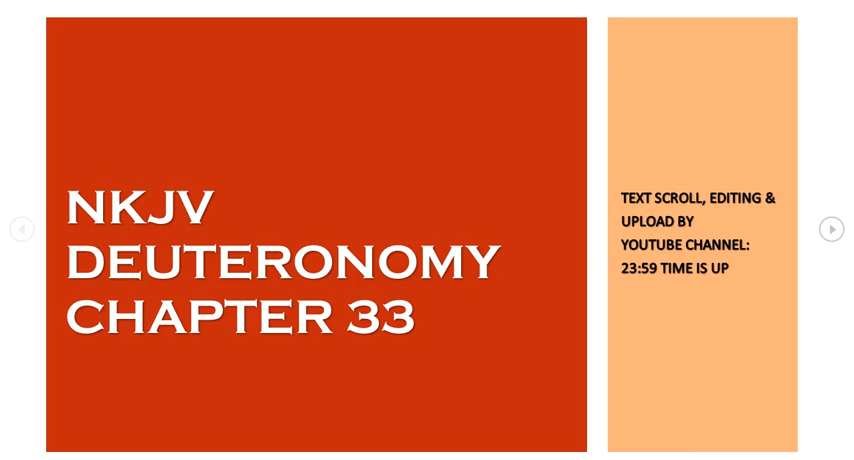 NKJV
DEUTERONOMY
CHAPTER 33
TEXT SCROLL, EDITING &
UPLOAD BY
YOUTUBE CHANNEL:
23:59 TIME IS UP